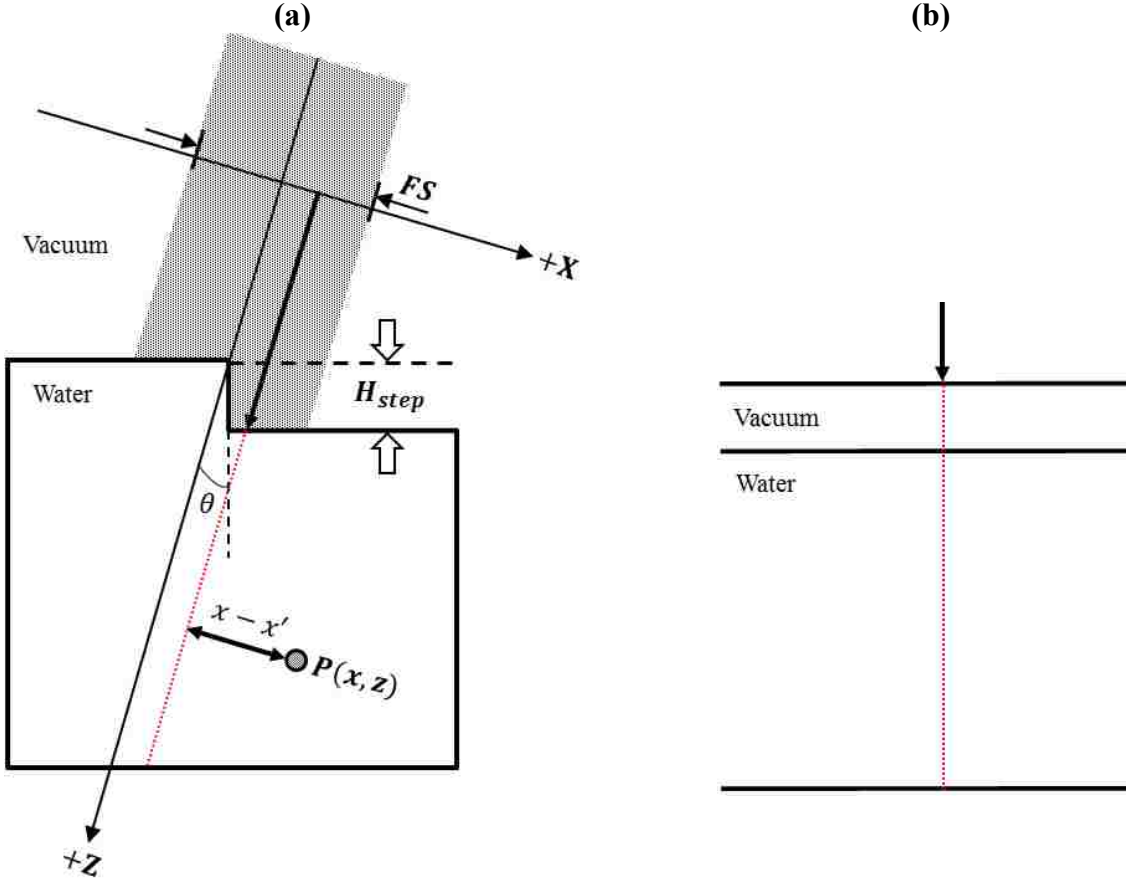 (a)
(b)
FS
+X
Vacuum
Water
H_step
θ
x − x′
P(x, z)
+Z
Vacuum
Water